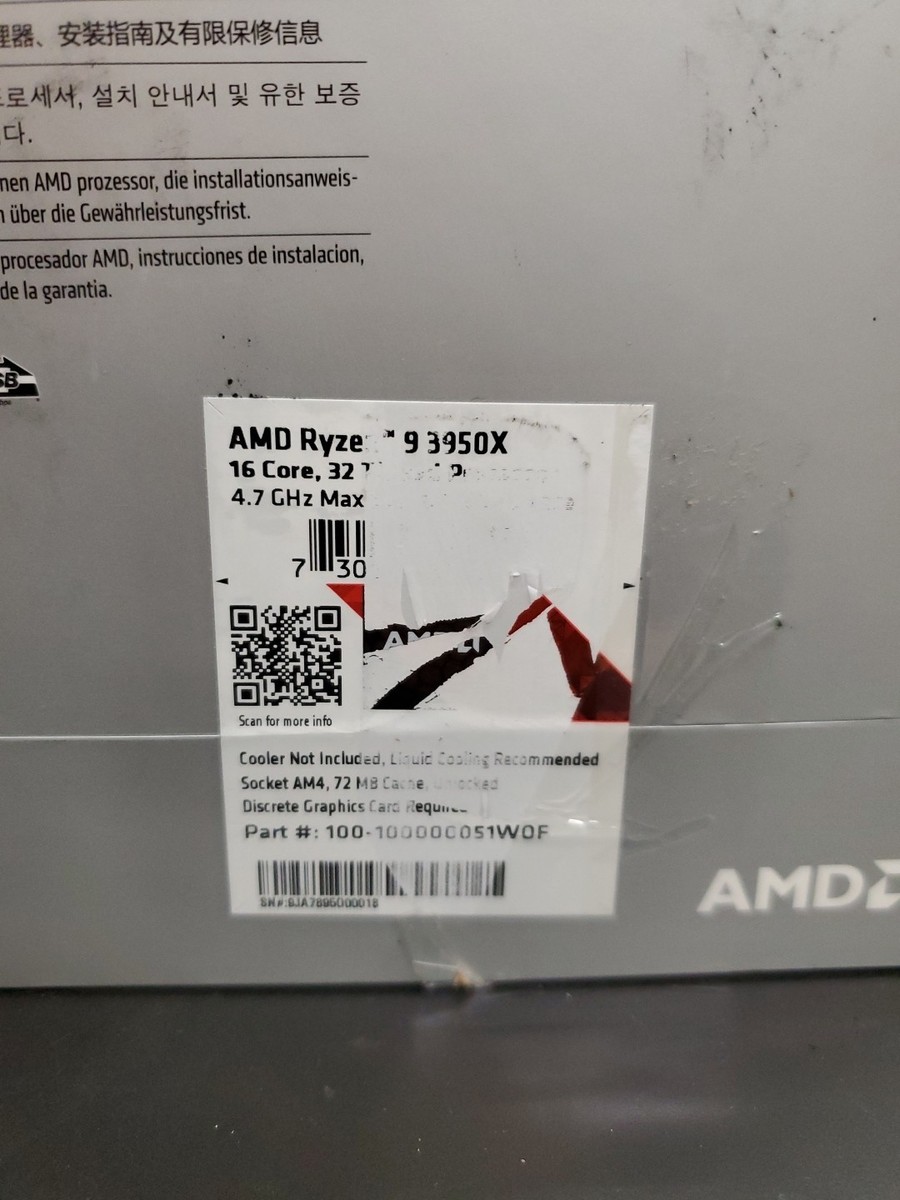 理器、安装指南及有限保修信息
로세서, 설치 안내서 및 유한 보증
다.
nen AMD prozessor, die installationsanweis-
über die Gewährleistungsfrist.
procesador AMD, instrucciones de instalacion,
de la garantia.
SB
AMD Ryze ™ 9 3950X
16 Core, 32
4.7 GHz Max
7 30
AMD
Scan for more info
Cooler Not Included, Liquid Cooling Recommended
Socket AM4, 72 MB Cache, Unlocked
Discrete Graphics Card Required
Part #: 100-100000051WOF
AMD